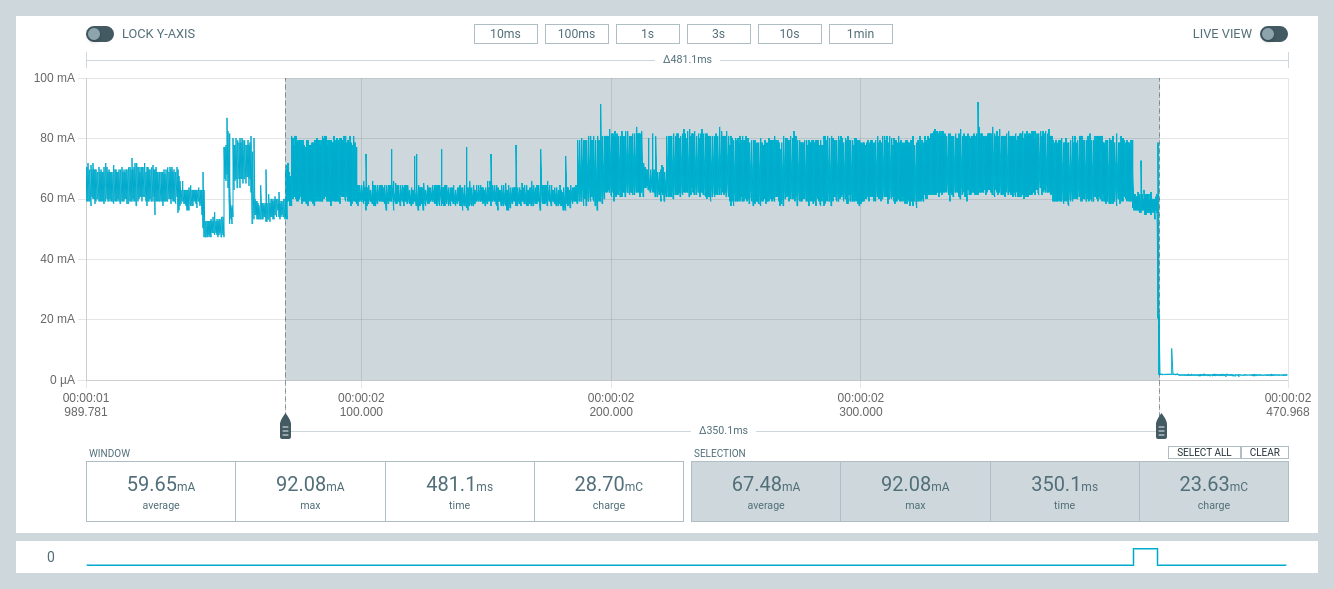 LOCK Y-AXIS 10ms 100ms 1s 3s 10s 1min LIVE VIEW
Δ481.1ms
100 mA
80 mA
60 mA
40 mA
20 mA
0 µA
00:00:01 00:00:02 00:00:02 00:00:02 00:00:02
989.781 100.000 200.000 300.000 470.968
Δ350.1ms
WINDOW SELECTION SELECT ALL CLEAR
59.65mA 92.08mA 481.1ms 28.70mC 67.48mA 92.08mA 350.1ms 23.63mC
average max time charge average max time charge
0